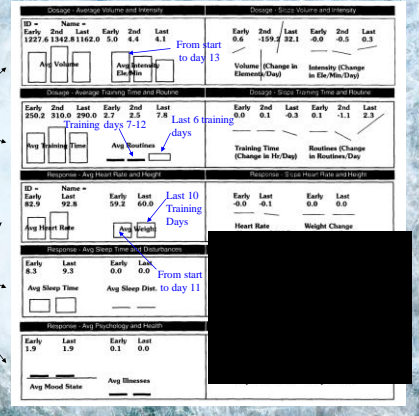 Dosage - Average Volume and Intensity
Dosage - Slope Volume and Intensity
ID = Name =
Early 2nd Last Early 2nd Last
1227.6 1342.8 1162.0 5.0 4.4 4.1
Avg Volume
Avg Intensity
Ele/Min
From start
to day 13
Early 2nd Last Early 2nd Last
0.6 -159.2 32.1 -0.0 -0.5 0.3
Volume (Change in
Elements/Day)
Intensity (Change
in Ele/Min/Day)
Dosage - Average Training Time and Routine
Dosage - Slope Training Time and Routine
Early 2nd Last Early 2nd Last
250.2 310.0 290.0 2.7 2.5 7.8
Training days 7-12
Last 6 training
days
Avg Training Time
Avg Routines
Early 2nd Last Early 2nd Last
0.0 0.1 -0.3 0.1 -1.1 2.3
Training Time
(Change in Hr/Day)
Routines (Change
in Routines/Day
Response - Avg Heart Rate and Height
Response - Slope Heart Rate and Height
ID = Name =
Early Last Early Last
82.9 92.8 59.2 60.0
Avg Heart Rate
Avg Weight
Last 10
Training
Days
Early Last Early Last
-0.0 -0.1 0.0 0.0
Heart Rate
Weight Change
Response - Avg Sleep Time and Disturbances
Early Last Early Last
8.3 9.3 0.0 0.0
Avg Sleep Time
Avg Sleep Dist.
From start
to day 11
Response - Avg Psychology and Health
Early Last Early Last
1.9 1.9 0.1 0.0
Avg Mood State
Avg Illnesses